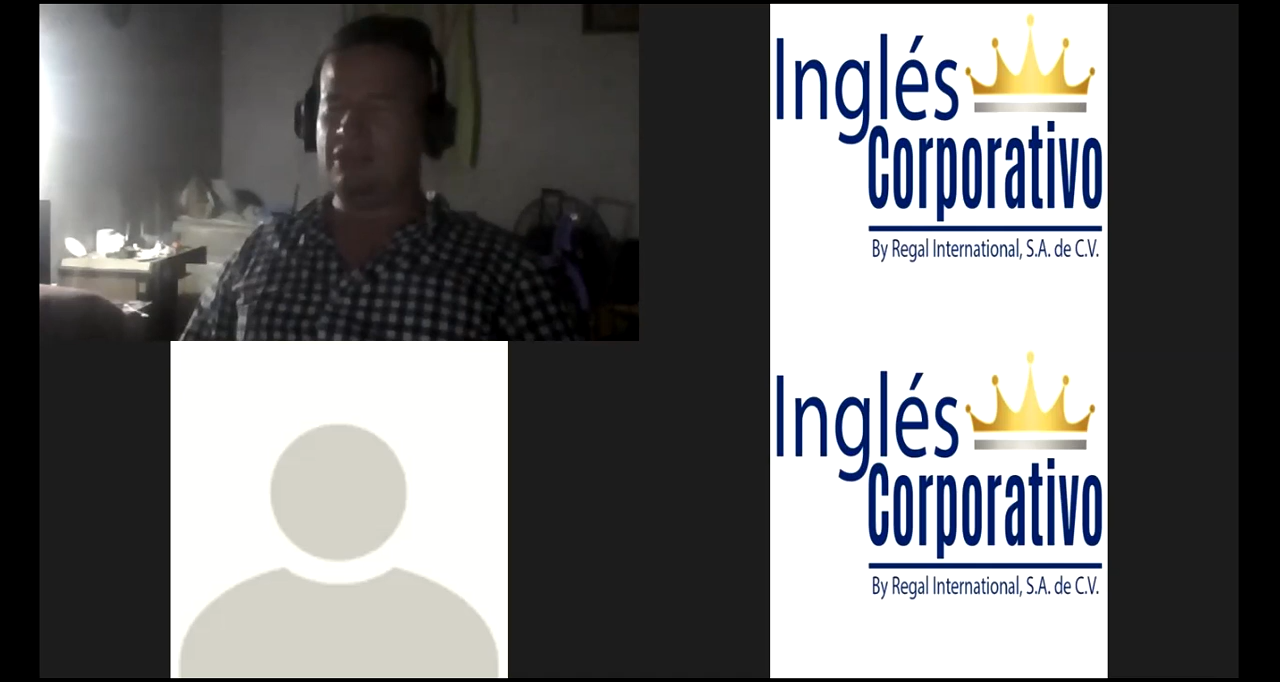 Inglés
Corporativo
By Regal International, S.A. de C.V.
Inglés
Corporativo
By Regal International, S.A. de C.V.